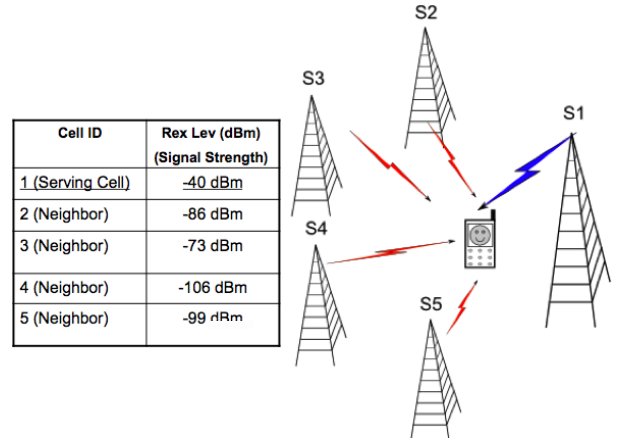 S2
S3
S1
Cell ID Rex Lev (dBm)
(Signal Strength)
1 (Serving Cell) -40 dBm
2 (Neighbor) -86 dBm
3 (Neighbor) -73 dBm
4 (Neighbor) -106 dBm
5 (Neighbor) -99 dBm
S4
S5